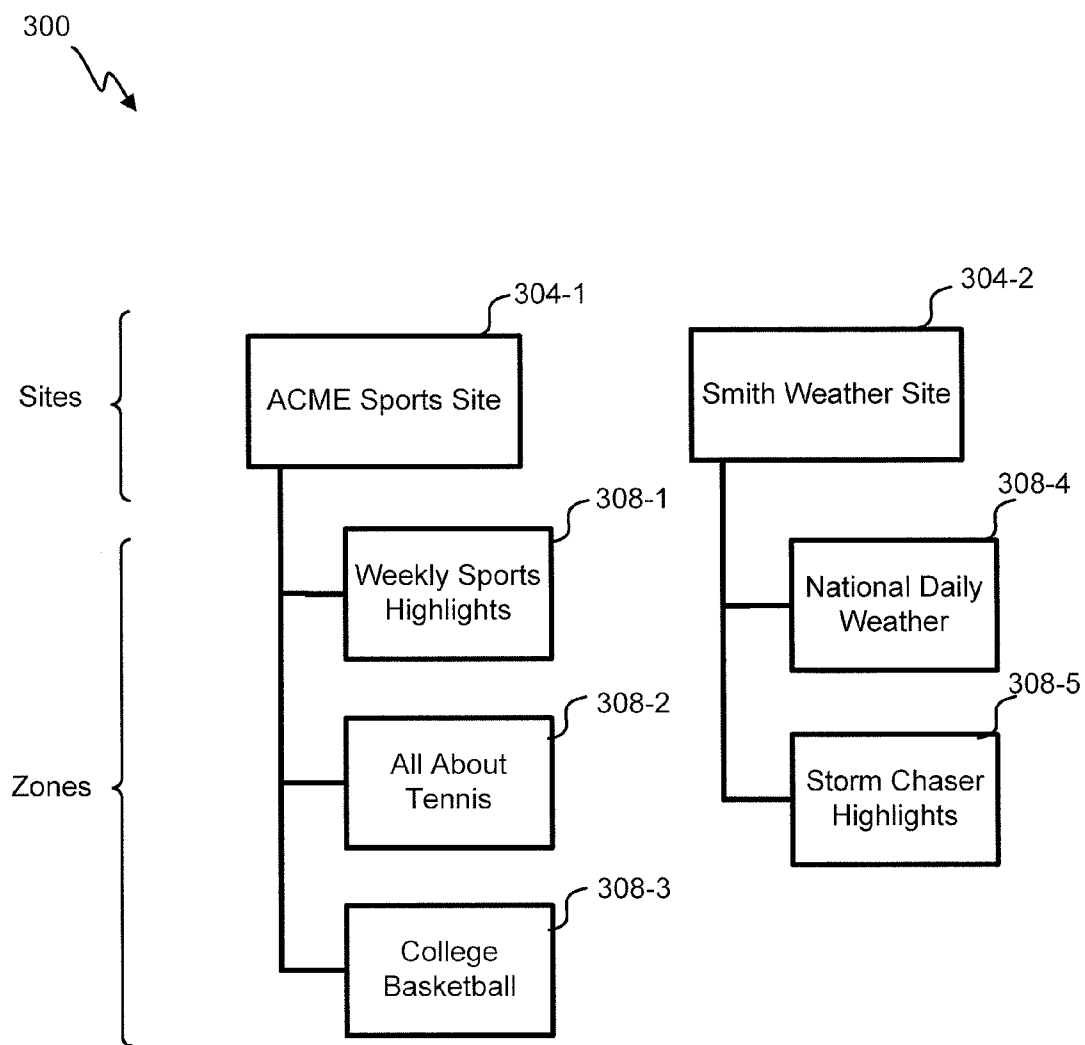 300
304-1
304-2
Sites
ACME Sports Site
Smith Weather Site
308-1
308-4
Weekly Sports
Highlights
National Daily
Weather
308-2
308-5
Zones
All About
Tennis
Storm Chaser
Highlights
308-3
College
Basketball